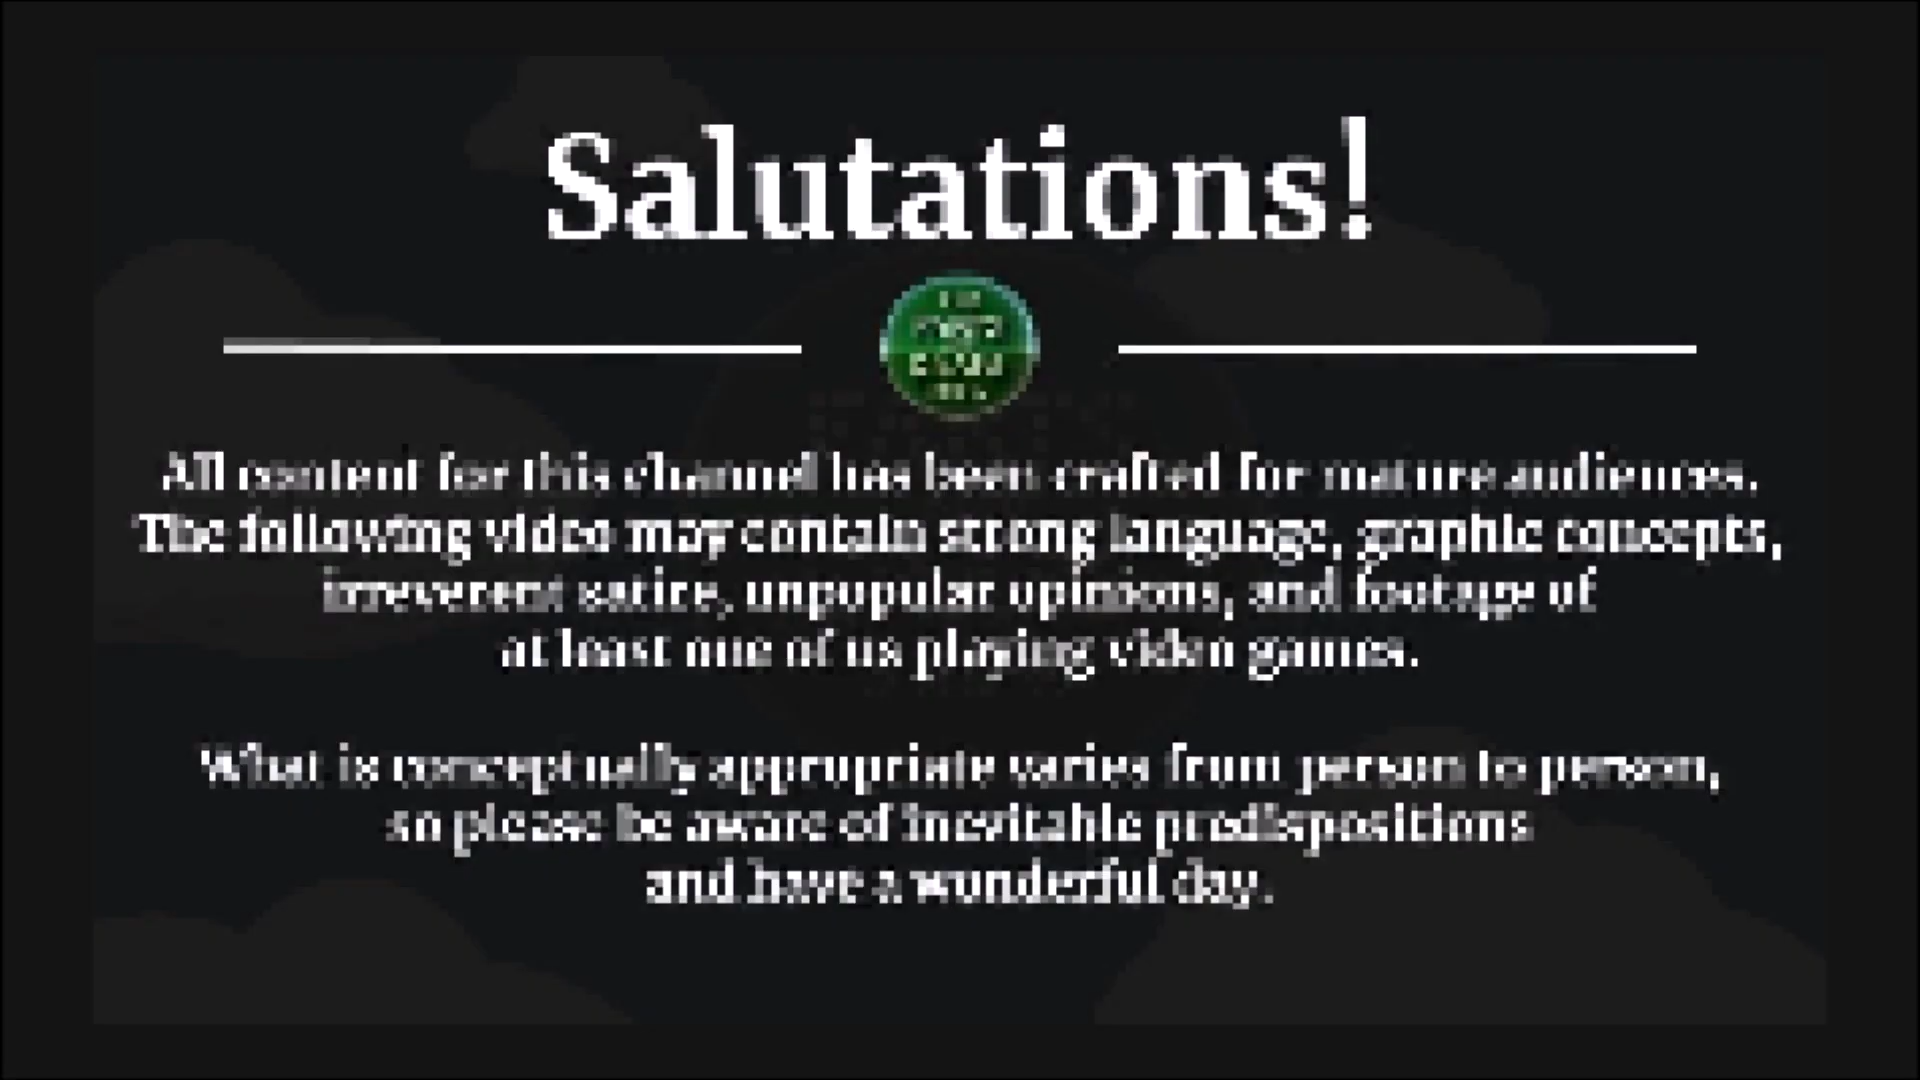 Salutations!
All content for this channel has been crafted for mature audiences.
The following video may contain strong language, graphic concepts,
irreverent satire, unpopular opinions, and footage of
at least one of us playing video games.
What is conceptually appropriate varies from person to person,
so please be aware of inevitable predispositions
and have a wonderful day.